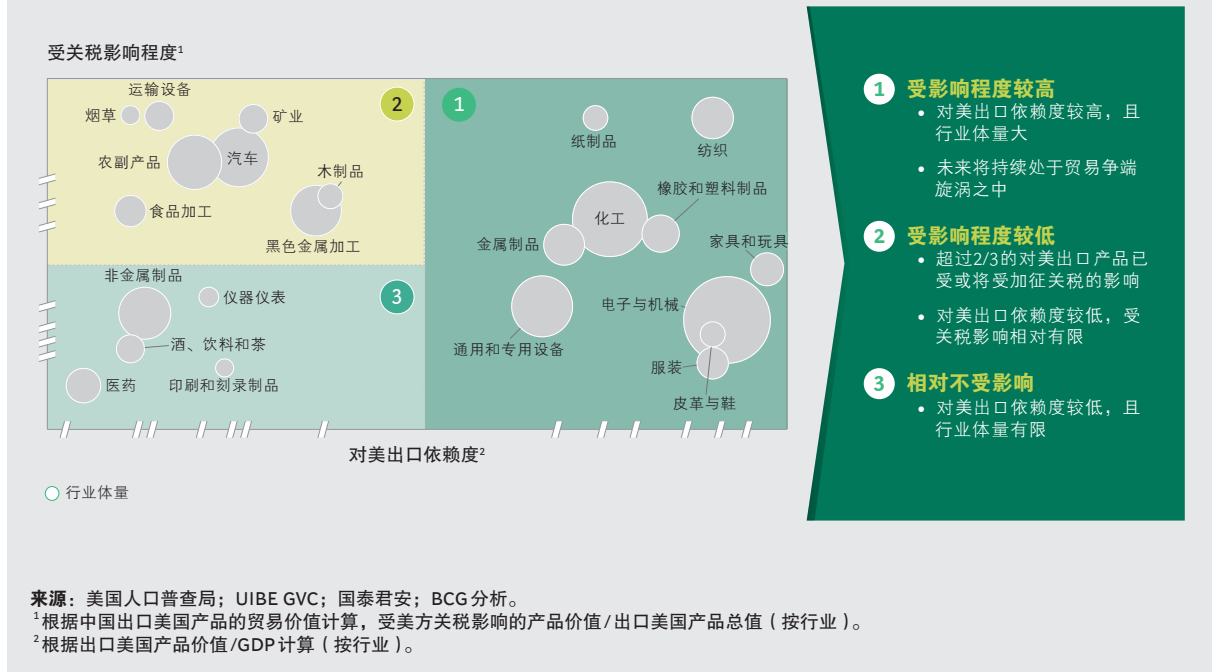 受关税影响程度¹
运输设备
烟草
矿业
2
1
农副产品
汽车
纸制品
纺织
木制品
食品加工
黑色金属加工
橡胶和塑料制品
化工
金属制品
家具和玩具
非金属制品
仪器仪表
3
电子与机械
酒、饮料和茶
通用和专用设备
医药
印刷和刻录制品
服装
皮革与鞋
对美出口依赖度²
行业体量
1 受影响程度较高
• 对美出口依赖度较高，且
行业体量大
• 未来将持续处于贸易争端
旋涡之中
2 受影响程度较低
• 超过2/3的对美出口产品已
受或将受加征关税的影响
• 对美出口依赖度较低，受
关税影响相对有限
3 相对不受影响
• 对美出口依赖度较低，且
行业体量有限
来源：美国人口普查局；UIBE GVC；国泰君安；BCG分析。
¹根据中国出口美国产品的贸易价值计算，受美方关税影响的产品价值/出口美国产品总值（按行业）。
²根据出口美国产品价值/GDP计算（按行业）。